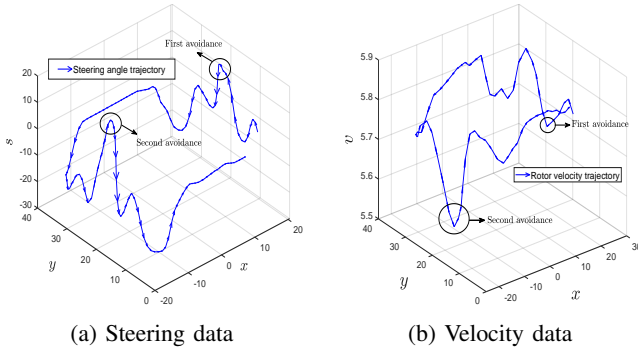 First avoidance
Steering angle trajectory
Second avoidance
20
10
0
-10
-20
-30
s
40
30
20
10
0
y
-20
-10
0
10
20
x
(a) Steering data
5.9
5.8
5.7
5.6
5.5
v
First avoidance
Rotor velocity trajectory
Second avoidance
40
20
0
y
-20
-10
0
10
20
30
x
(b) Velocity data